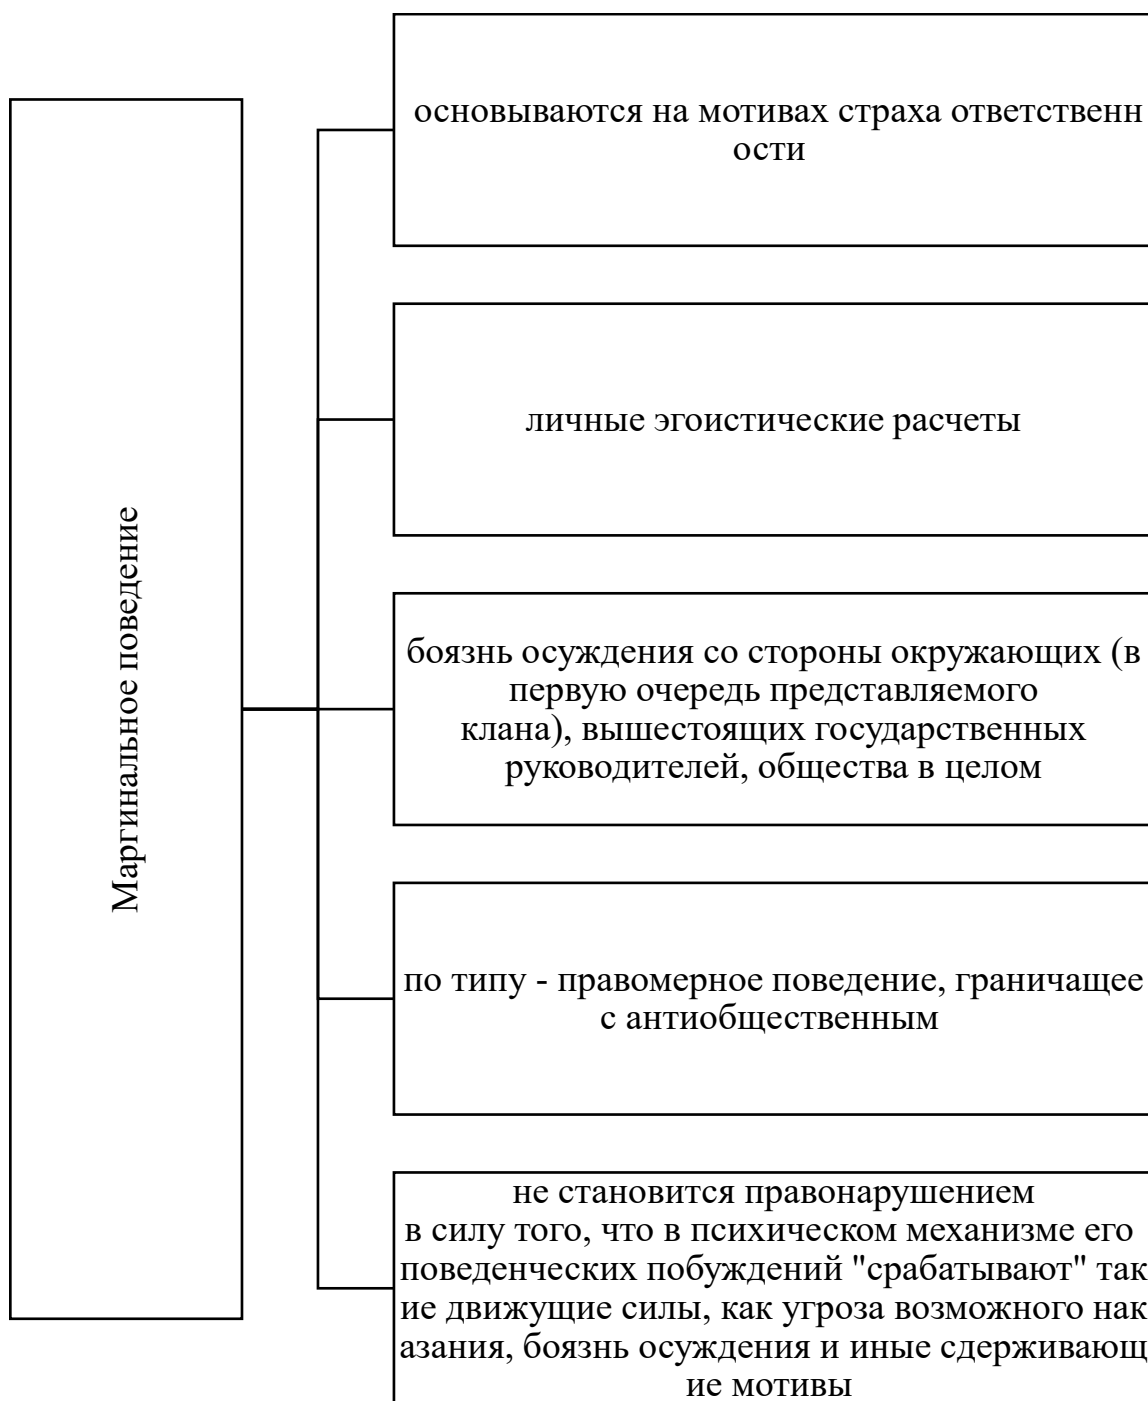 Маргинальное поведение
основываются на мотивах страха ответственн
ости
личные эгоистические расчеты
боязнь осуждения со стороны окружающих (в
первую очередь представляемого
клана), вышестоящих государственных
руководителей, общества в целом
по типу - правомерное поведение, граничащее
с антиобщественным
не становится правонарушением
в силу того, что в психическом механизме его
поведенческих побуждений "срабатывают" так
ие движущие силы, как угроза возможного нак
азания, боязнь осуждения и иные сдерживающ
ие мотивы